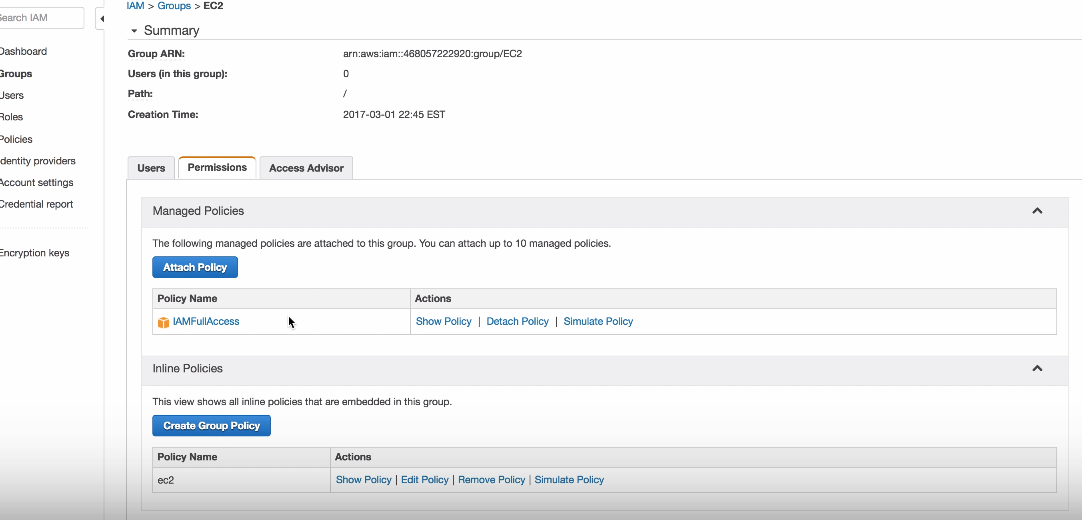 IAM > Groups > EC2
Search IAM
Summary
Dashboard
Groups
Users
Roles
Policies
Identity providers
Account settings
Credential report
Encryption keys
Group ARN: arn:aws:iam::468057222920:group/EC2
Users (in this group): 0
Path: /
Creation Time: 2017-03-01 22:45 EST
Users Permissions Access Advisor
Managed Policies
The following managed policies are attached to this group. You can attach up to 10 managed policies.
Attach Policy
Policy Name Actions
IAMFullAccess Show Policy | Detach Policy | Simulate Policy
Inline Policies
This view shows all inline policies that are embedded in this group.
Create Group Policy
Policy Name Actions
ec2 Show Policy | Edit Policy | Remove Policy | Simulate Policy